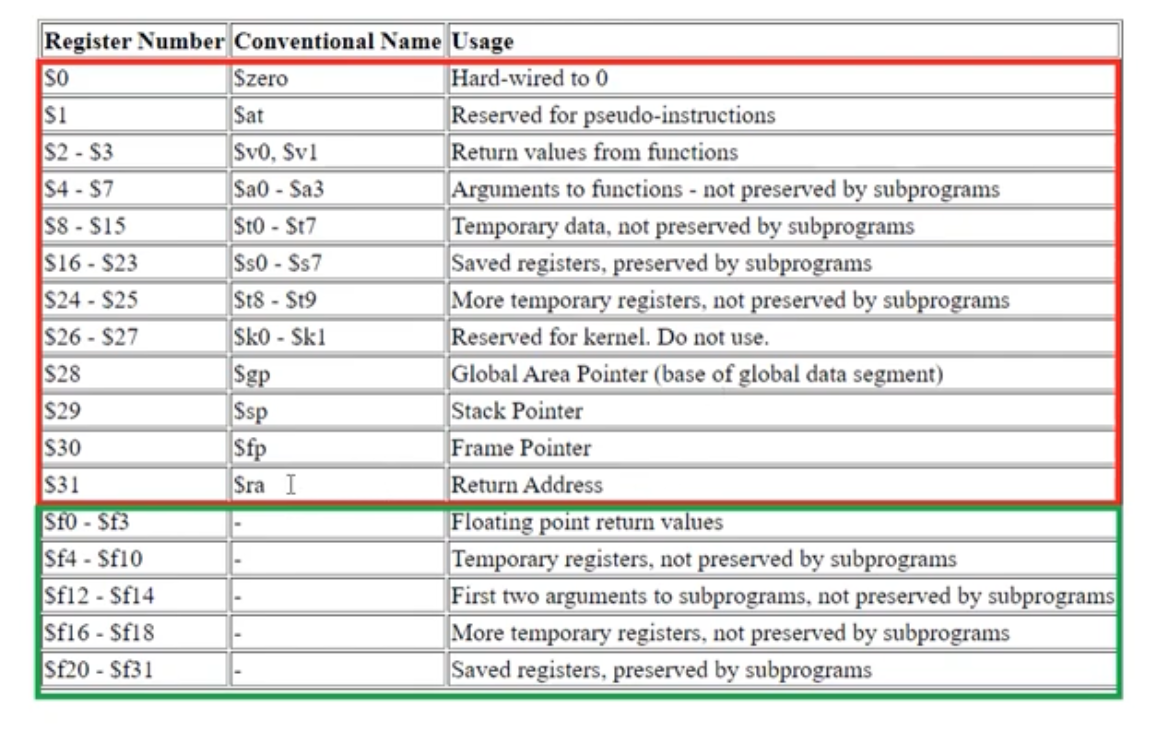 Register Number Conventional Name Usage
$0 $zero Hard-wired to 0
$1 $at Reserved for pseudo-instructions
$2 - $3 $v0, $v1 Return values from functions
$4 - $7 $a0 - $a3 Arguments to functions - not preserved by subprograms
$8 - $15 $t0 - $t7 Temporary data, not preserved by subprograms
$16 - $23 $s0 - $s7 Saved registers, preserved by subprograms
$24 - $25 $t8 - $t9 More temporary registers, not preserved by subprograms
$26 - $27 $k0 - $k1 Reserved for kernel. Do not use.
$28 $gp Global Area Pointer (base of global data segment)
$29 $sp Stack Pointer
$30 $fp Frame Pointer
$31 $ra Return Address
$f0 - $f3 - Floating point return values
$f4 - $f10 - Temporary registers, not preserved by subprograms
$f12 - $f14 - First two arguments to subprograms, not preserved by subprograms
$f16 - $f18 - More temporary registers, not preserved by subprograms
$f20 - $f31 - Saved registers, preserved by subprograms